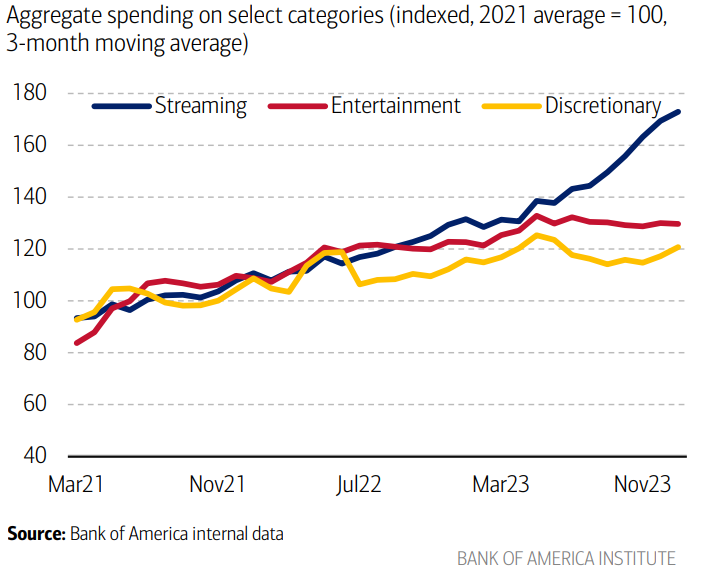 Aggregate spending on select categories (indexed, 2021 average = 100,
3-month moving average)
180
Streaming Entertainment Discretionary
160
140
120
100
80
60
40
Mar21 Nov21 Jul22 Mar23 Nov23
Source: Bank of America internal data
BANK OF AMERICA INSTITUTE